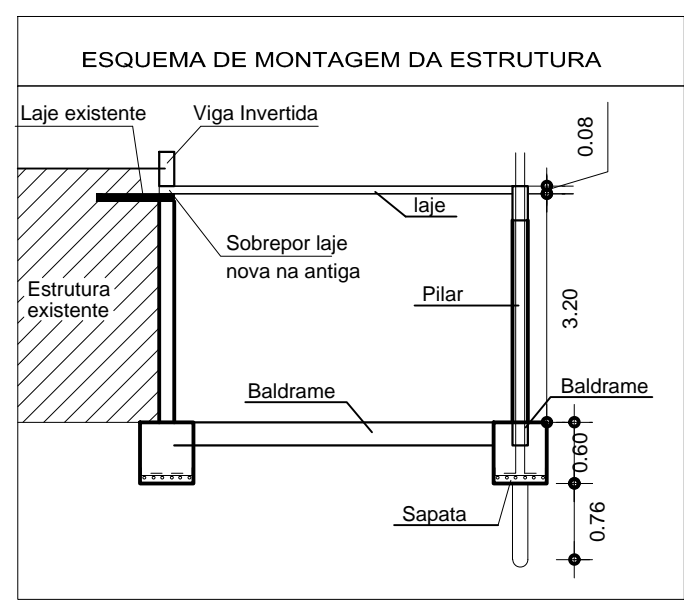 ESQUEMA DE MONTAGEM DA ESTRUTURA
Laje existente
Viga Invertida
0.08
laje
Sobrepor laje
nova na antiga
Estrutura
existente
Pilar
3.20
Baldrame
Baldrame
0.60
Sapata
0.76